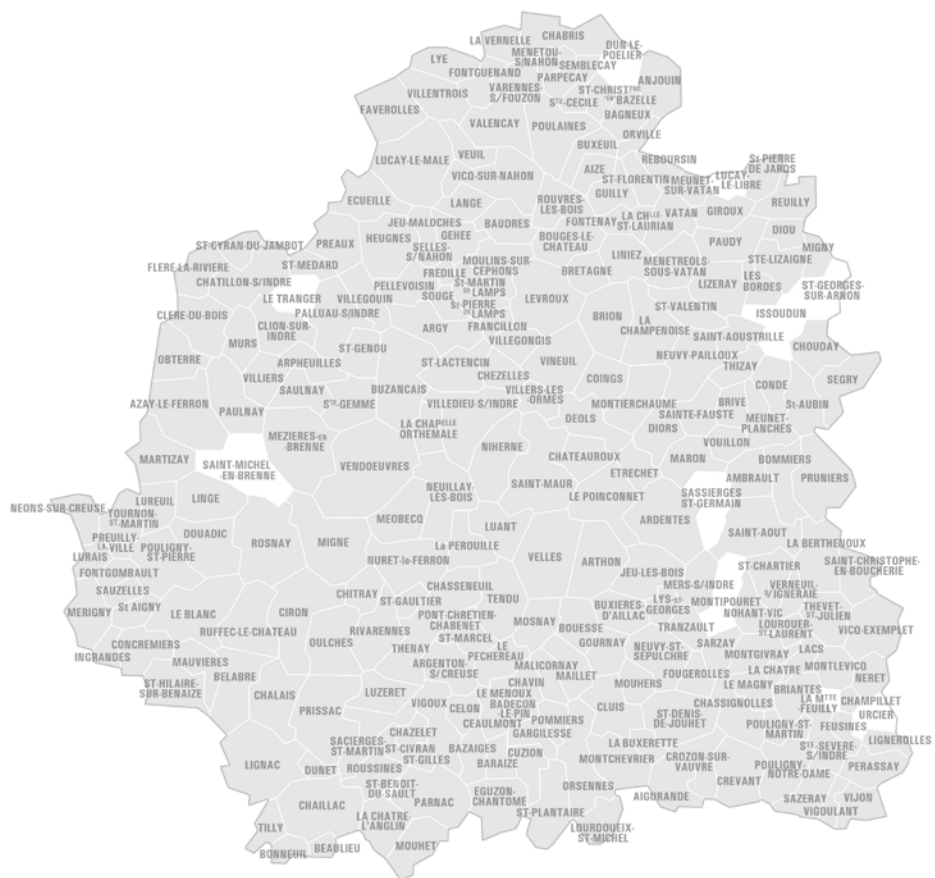 LA VERNELLE
CHABRIS
DUN-LE-
POELIER
LYE
MENETOU-
S/NAHON
SEMBLECAY
FONTGUENAND
PARPECAY
ANJOUIN
VILLENTROIS
VARENNES-
S/FOUZON
STE-CECILE
ST-CHRISTPHE
EN BAZELLE
FAVEROLLES
BAGNEUX
VALENCAY
POULAINES
ORVILLE
BUXEUIL
LUCAY-LE-MALE
VEUIL
REBOURSIN
ST PIERRE
DE JARDS
AIZE
VICQ-SUR-NAHON
ST-FLORENTIN
MEUNET-
SUR-VATAN
LUCAY-
LE-LIBRE
GUILLY
ECUEILLE
LANGE
ROUVRES-
LES-BOIS
REUILLY
JEU-MALOCHES
BAUDRES
FONTENAY
LA CHLLE
ST-LAURIAN
VATAN
GIROUX
DIOU
ST-CYRAN-DU-JAMBOT
PREAUX
HEUGNES
GEHEE
BOUGES-LE-
CHATEAU
PAUDY
MIGNY
SELLES-
S/NAHON
LINIEZ
MENETREOLS-
SOUS-VATAN
STE-LIZAIGNE
FLERE-LA-RIVIERE
ST-MEDARD
MOULINS-SUR-
CEPHONS
BRETAGNE
CHATILLON-S/INDRE
FREDILLE
PELLEVOISIN
ST-MARTIN
DE LAMPS
LIZERAY
LES
BORDES
ST-GEORGES-
SUR-ARNON
LE TRANGER
VILLEGOUIN
SOUGE
ST-PIERRE
DE LAMPS
LEVROUX
ST-VALENTIN
ISSOUDUN
CLERE-DU-BOIS
PALLUAU-S/INDRE
BRION
LA
CHAMPENOISE
CLION-SUR-
INDRE
ARGY
FRANCILLON
VILLEGONGIS
SAINT-AOUSTRILLE
CHOUDAY
MURS
ST-GENOU
NEUVY-PAILLOUX
OBTERRE
ARPHEUILLES
ST-LACTENCIN
VINEUIL
THIZAY
VILLIERS
CHEZELLES
COINGS
CONDE
SEGRY
SAULNAY
BUZANCAIS
VILLERS-LES-
ORMES
BRIVE
AZAY-LE-FERRON
PAULNAY
STE-GEMME
VILLEDIEU-S/INDRE
MONTIERCHAUME
ST-AUBIN
LA CHAPELLE
ORTHEMALE
DEOLS
SAINTE-FAUSTE
MEUNET-
PLANCHES
DIORS
MEZIERES-EN
-BRENNE
NIHERNE
VOUILLON
MARTIZAY
SAINT-MICHEL
-EN-BRENNE
VENDOEUVRES
CHATEAUROUX
MARON
BOMMIERS
ETRECHET
AMBRAULT
PRUNIERS
NEUILLAY-
LES-BOIS
SAINT-MAUR
LE POINCONNET
SASSIERGES
ST-GERMAIN
LUREUIL
LINGE
NEONS-SUR-CREUSE
TOURNON-
ST-MARTIN
MEOBECQ
ARDENTES
LUANT
SAINT-AOUT
PREUILLY
LA-VILLE
DOUADIC
ROSNAY
MIGNE
La PEROUILLE
LA BERTHENOUX
LURAIS
POULIGNY-
ST-PIERRE
NURET-le-FERRON
VELLES
ARTHON
ST-CHARTIER
SAINT-CHRISTOPHE-
EN-BOUCHERIE
FONTGOMBAULT
JEU-LES-BOIS
SAUZELLES
CHASSENEUIL
MERS-S/INDRE
VERNEUIL-
S/IGNERAIE
MERIGNY
St AIGNY
LE BLANC
CIRON
CHITRAY
ST-GAULTIER
TENDU
BUXIERES-
D'AILLAC
LYS-ST-
GEORGES
MONTIPOURET
NOHANT-VIC
THEVET-
ST-JULIEN
PONT-CHRETIEN-
CHABENET
MOSNAY
RUFFEC-LE-CHATEAU
RIVARENNES
BOUESSE
TRANZAULT
LOUROUER-
ST-LAURENT
VICQ-EXEMPLET
CONCREMIERS
OULCHES
ST-MARCEL
GOURNAY
SARZAY
INGRANDES
THENAY
LE
PECHEREAU
NEUVY-ST-
SEPULCHRE
MONTGIVRAY
LACS
MAUVIERES
ARGENTON-
S/CREUSE
MALICORNAY
MONTLEVICQ
BELABRE
MAILLET
FOUGEROLLES
LA CHATRE
ST-HILAIRE-
SUR-BENAIZE
CHAVIN
MOUHERS
LE MAGNY
NERET
CHALAIS
LUZERET
LE MENOUX
BRIANTES
VIGOUX
CELON
BADECON
-LE-PIN
CLUIS
CHASSIGNOLLES
LA MTTE
-FEUILLY
CHAMPILLET
PRISSAC
ST-DENIS-
DE-JOUHET
URCIER
CEAULMONT
POMMIERS
POULIGNY-ST-
MARTIN
FEUSINES
CHAZELET
GARGILESSE
LIGNEROLLES
SACIERGES-
ST-MARTIN
ST-CIVRAN
BAZAIGES
CUZION
LA BUXERETTE
STE-SEVERE-
S/INDRE
ST-GILLES
BARAIZE
MONTCHEVRIER
CROZON-SUR-
VAUVRE
LIGNAC
DUNET
ROUSSINES
POULIGNY-
NOTRE-DAME
PERASSAY
ST-BENOIT-
DU-SAULT
ORSENNES
CREVANT
EGUZON-
CHANTOME
CHAILLAC
PARNAC
AIGURANDE
SAZERAY
VIJON
LA CHATRE-
L'ANGLIN
ST-PLANTAIRE
VIGOULANT
TILLY
LOURDOUEIX-
ST-MICHEL
BEAULIEU
MOUHET
BONNEUIL